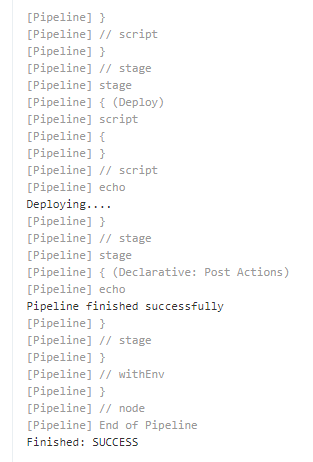 [Pipeline] }
[Pipeline] // script
[Pipeline] }
[Pipeline] // stage
[Pipeline] stage
[Pipeline] { (Deploy)
[Pipeline] script
[Pipeline] {
[Pipeline] }
[Pipeline] // script
[Pipeline] echo
Deploying....
[Pipeline] }
[Pipeline] // stage
[Pipeline] stage
[Pipeline] { (Declarative: Post Actions)
[Pipeline] echo
Pipeline finished successfully
[Pipeline] }
[Pipeline] // stage
[Pipeline] }
[Pipeline] // withEnv
[Pipeline] }
[Pipeline] // node
[Pipeline] End of Pipeline
Finished: SUCCESS